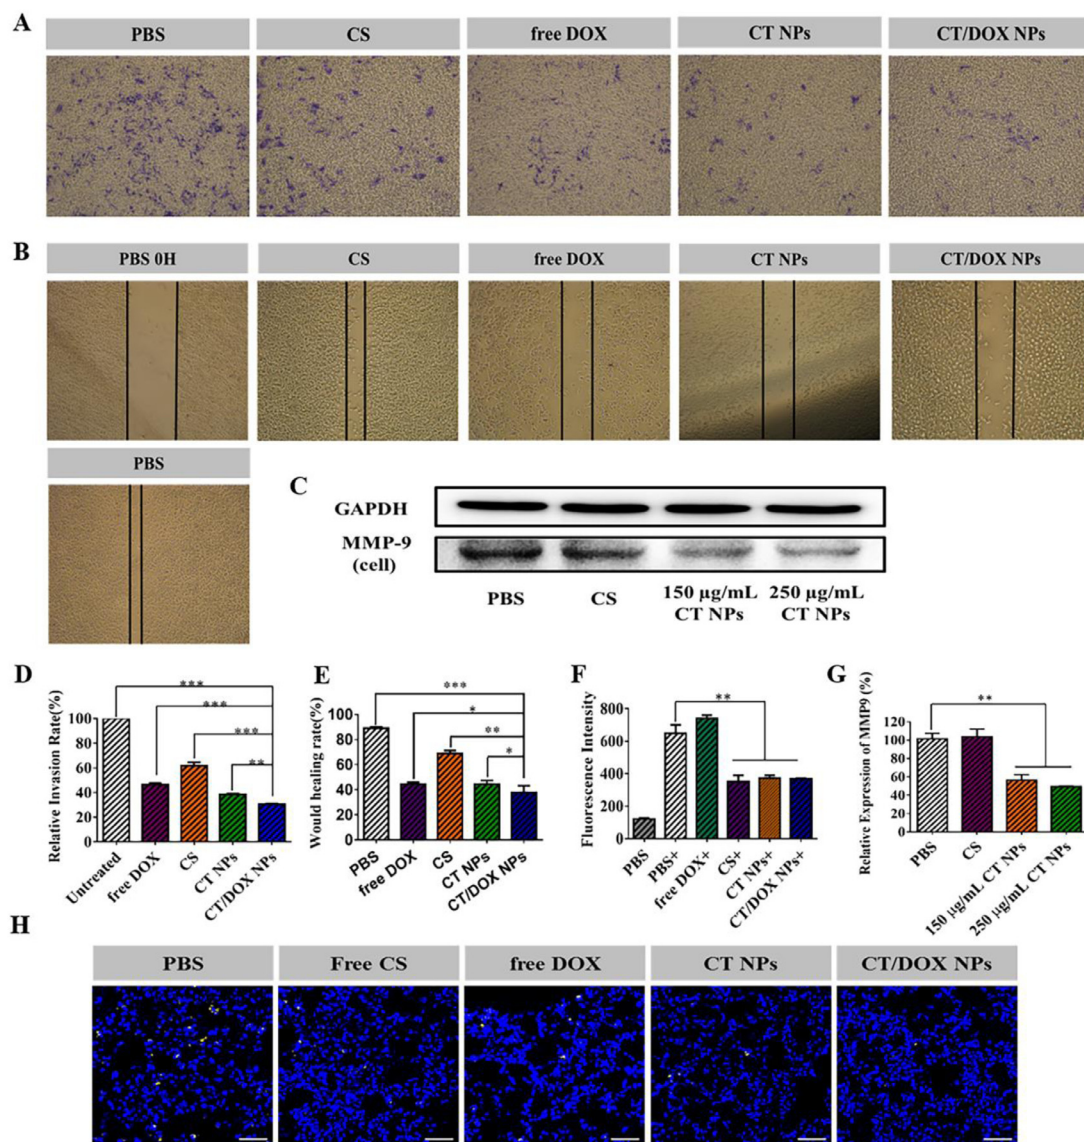 A
PBS
CS
free DOX
CT NPs
CT/DOX NPs
B
PBS 0H
CS
free DOX
CT NPs
CT/DOX NPs
PBS
C
GAPDH
MMP-9
(cell)
PBS
CS
150 μg/mL
CT NPs
250 μg/mL
CT NPs
D
Relative Invasion Rate(%)
100
80
60
40
20
0
***
***
***
**
Untreated
free DOX
CS
CT NPs
CT/DOX NPs
E
Would healing rate(%)
100
80
60
40
20
0
***
*
**
*
PBS
free DOX
CS
CT NPs
CT/DOX NPs
F
Fluorescence Intensity
800
600
400
200
0
**
PBS
PBS+
free DOX+
CS+
CT NPs+
CT/DOX NPs+
G
Relative Expression of MMP9 (%)
120
100
80
60
40
20
0
**
PBS
CS
150 μg/mL CT NPs
250 μg/mL CT NPs
H
PBS
Free CS
free DOX
CT NPs
CT/DOX NPs